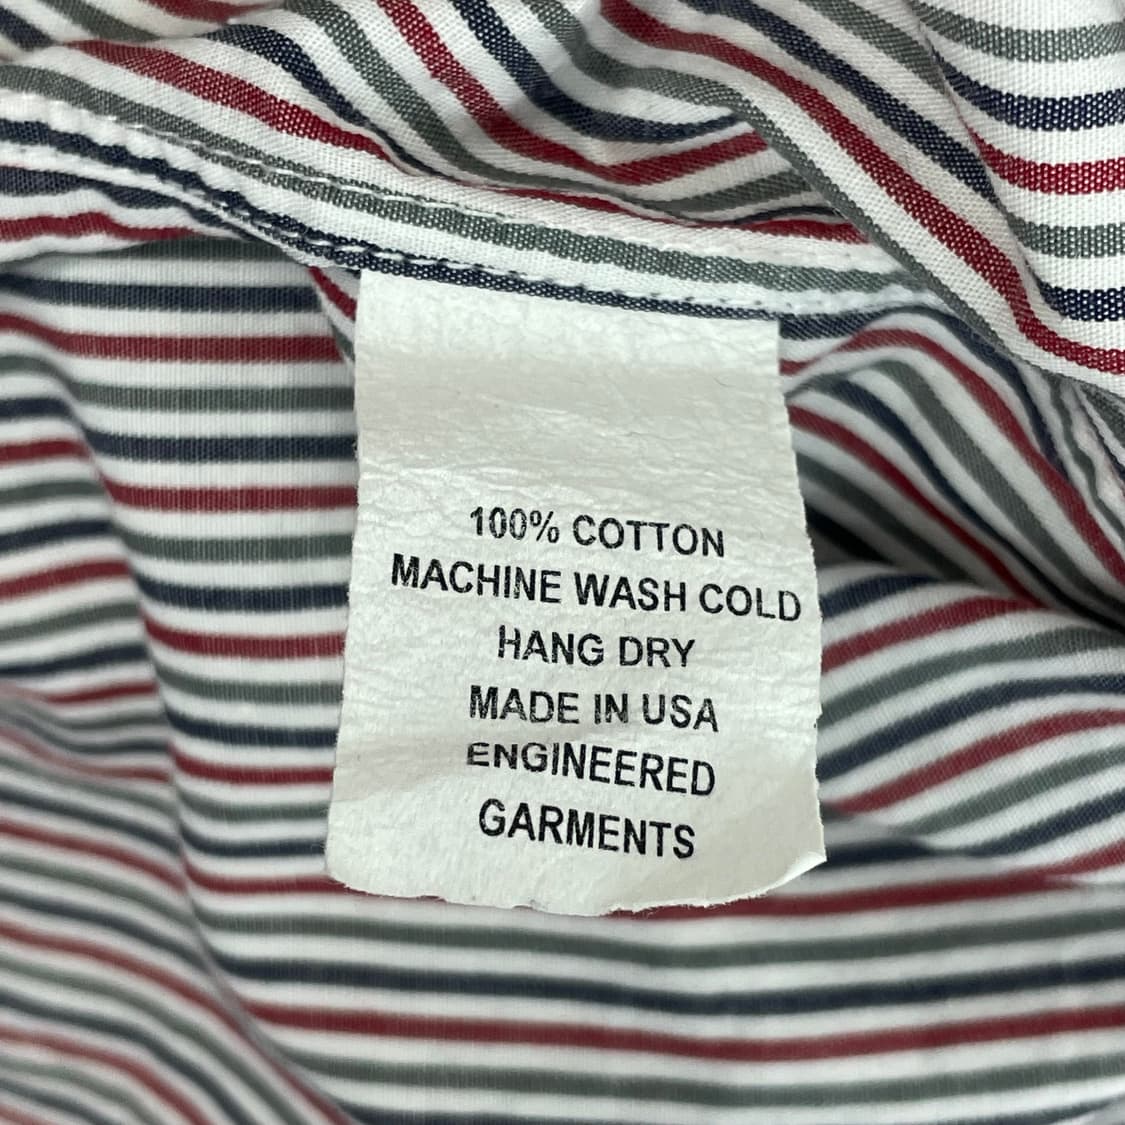 100% COTTON
MACHINE WASH COLD
HANG DRY
MADE IN USA
ENGINEERED
GARMENTS